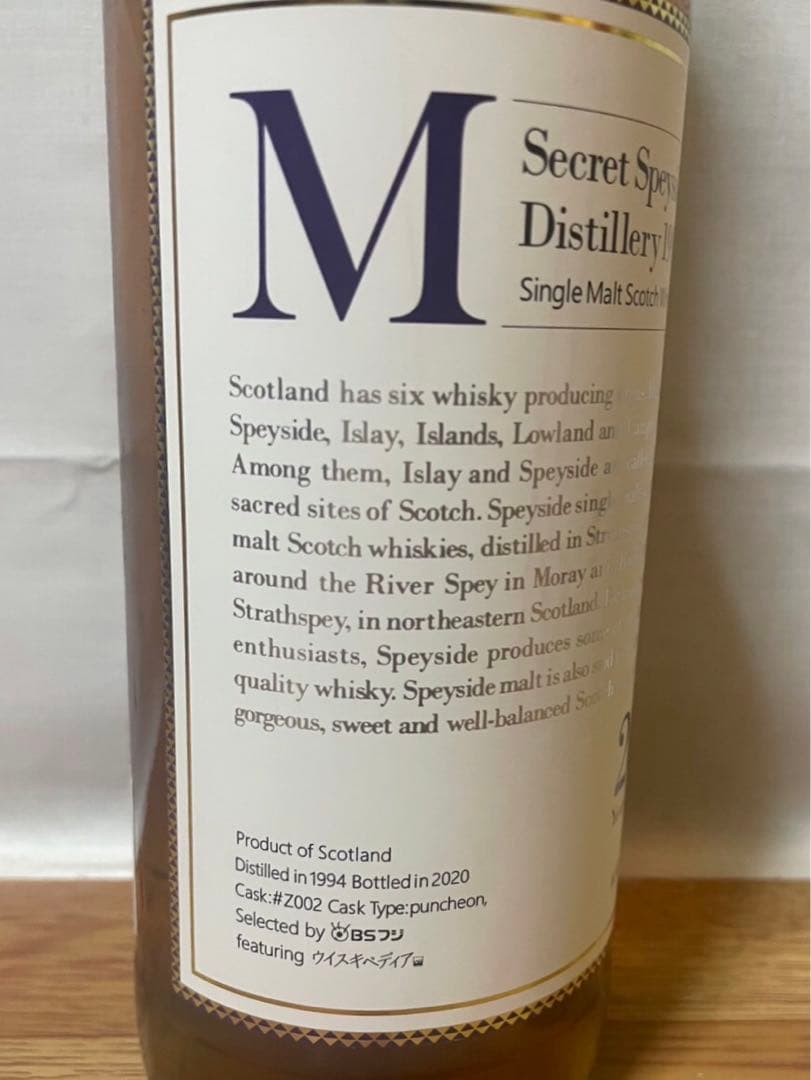 M
Secret
Distillery
Single Malt Scotch
Scotland has six whisky producing
Speyside, Islay, Islands, Lowland
Among them, Islay and Speyside
sacred sites of Scotch. Speyside
malt Scotch whiskies, distilled in
around the River Spey in Moray
Strathspey, in northeastern Scotland.
enthusiasts, Speyside produces
quality whisky. Speyside malt is also
gorgeous, sweet and well-balanced
2
Product of Scotland
Distilled in 1994 Bottled in 2020
Cask:#Z002 Cask Type:puncheon,
Selected by BSフジ
featuring ウイスキペディア